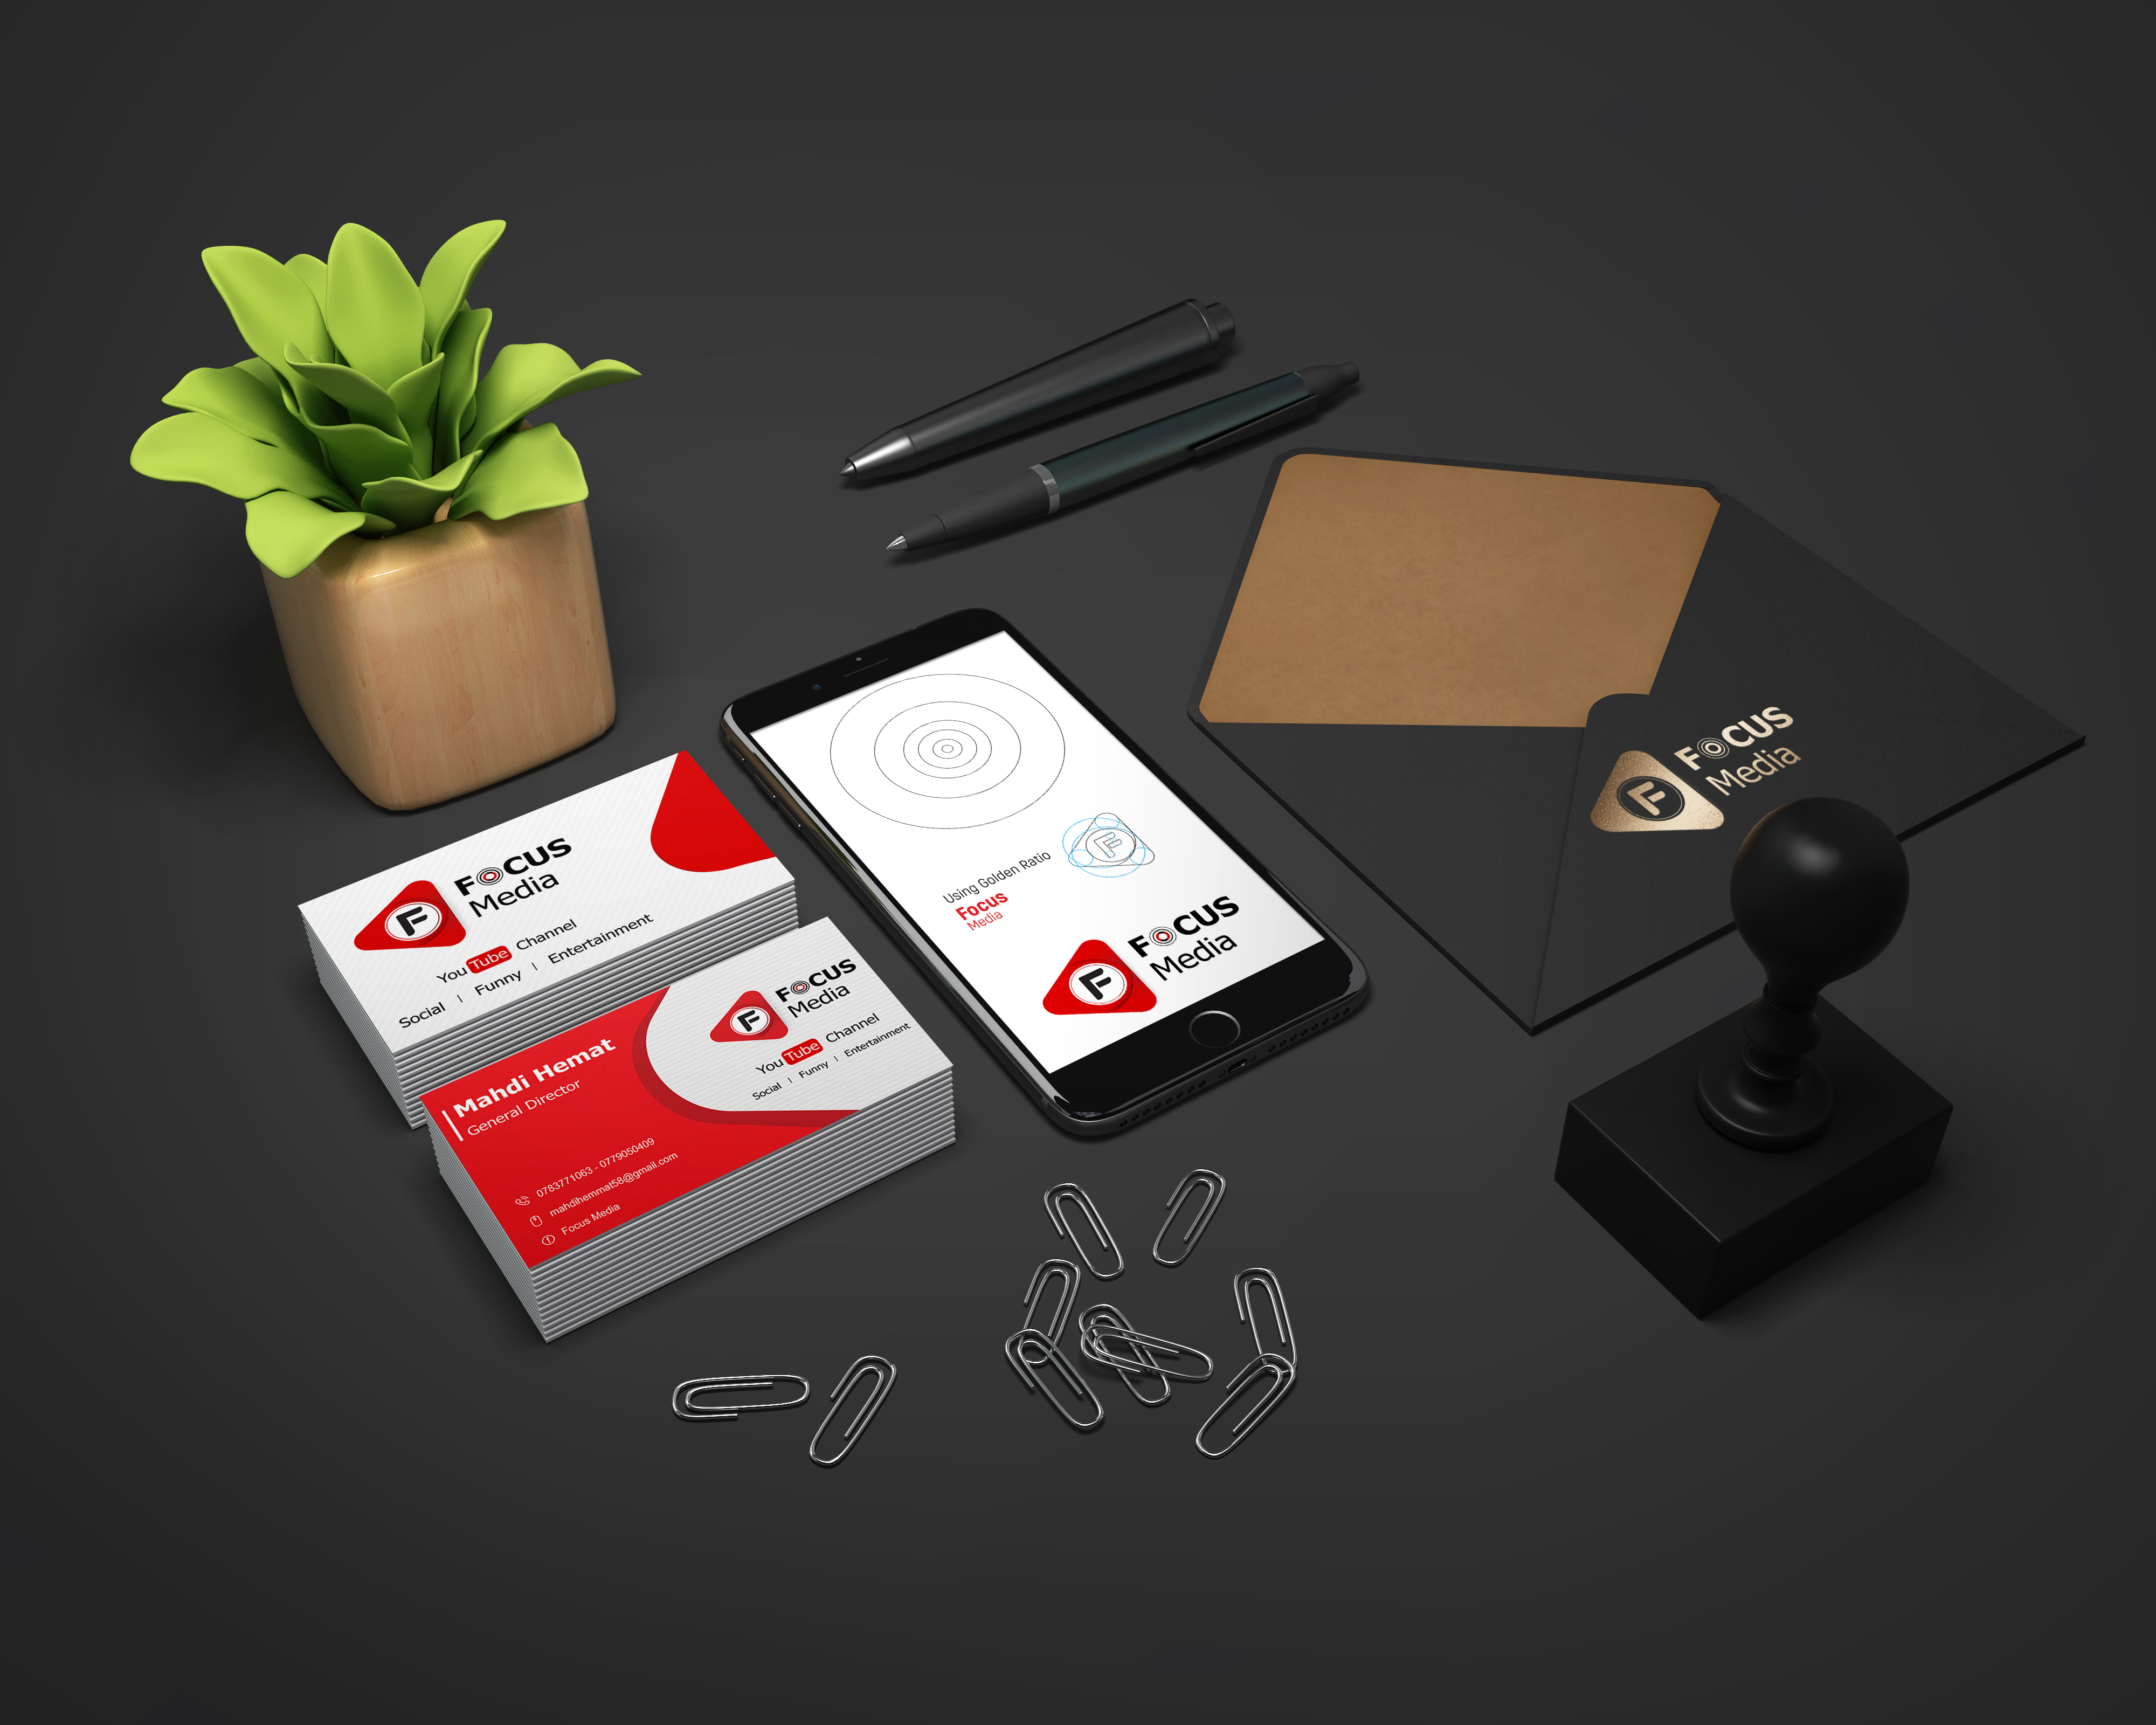 FOCUS
Media
You Tube Channel
Social | Funny | Entertainment
FOCUS
Media
You Tube Channel
Social | Funny | Entertainment
Mahdi Hemat
General Director
0783771063 - 0779050409
mahdihemmat58@gmail.com
Focus Media
Using Golden Ratio
Focus
Media
F
F
F
FOCUS
Media
F
FOCUS
Media
F